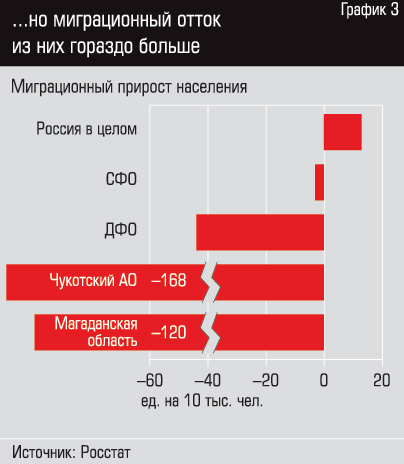 График 3
...но миграционный отток
из них гораздо больше
Миграционный прирост населения
Россия в целом
СФО
ДФО
Чукотский АО –168
Магаданская
область –120
–60 –40 –20 0 20
ед. на 10 тыс. чел.
Источник: Росстат